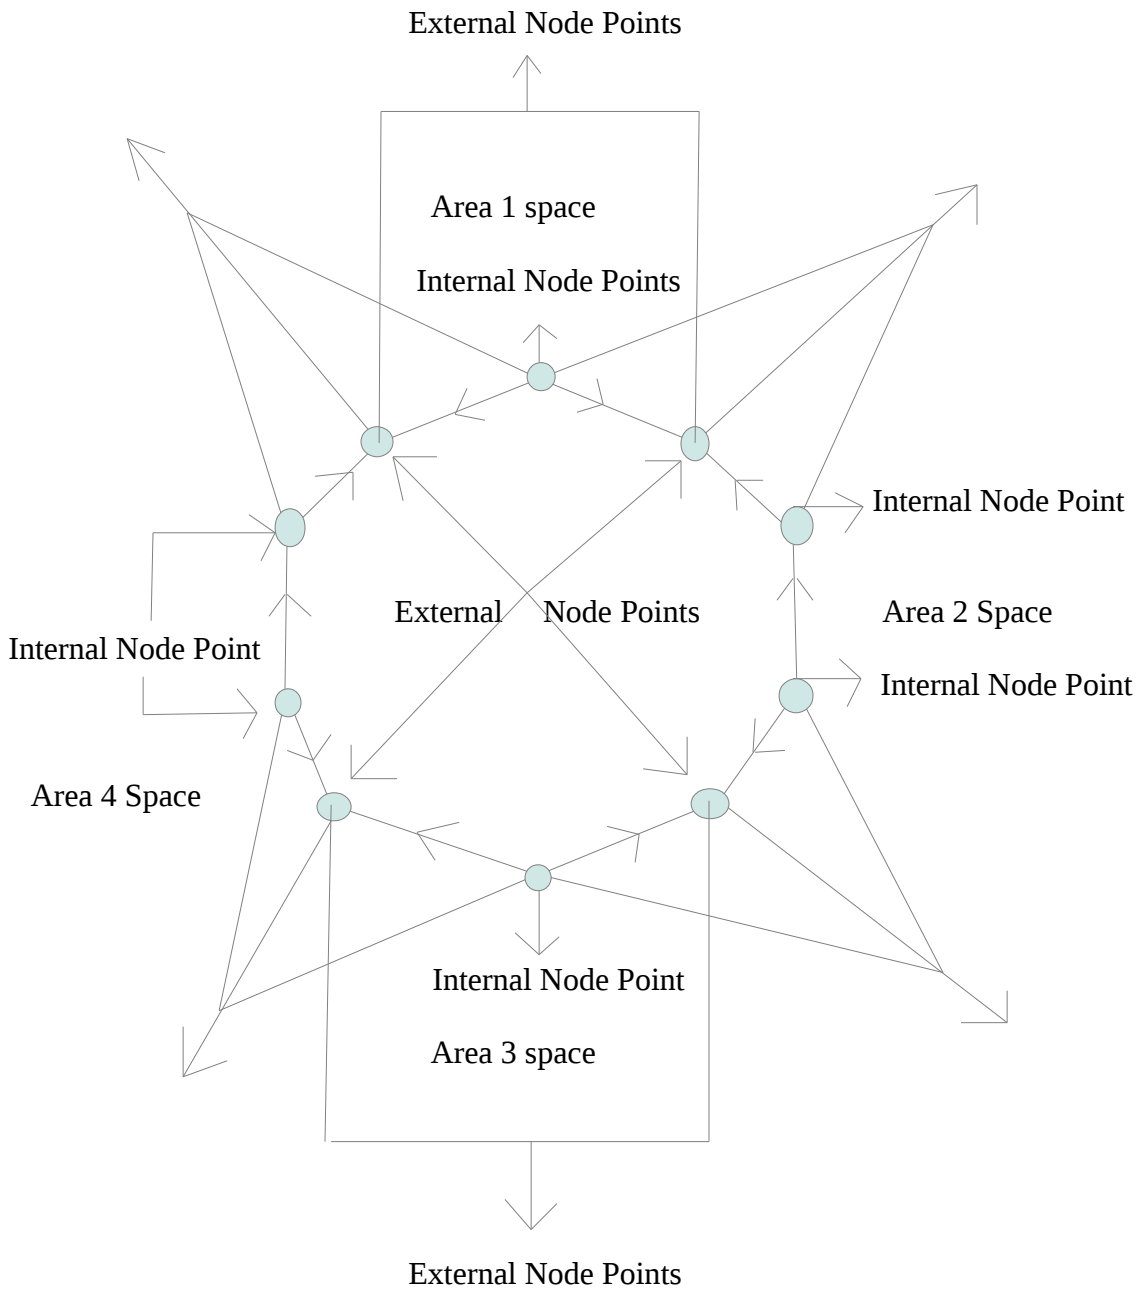 External Node Points
Area 1 space
Internal Node Points
Internal Node Point
External Node Points
Area 2 Space
Internal Node Point
Internal Node Point
Area 4 Space
Internal Node Point
Area 3 space
External Node Points